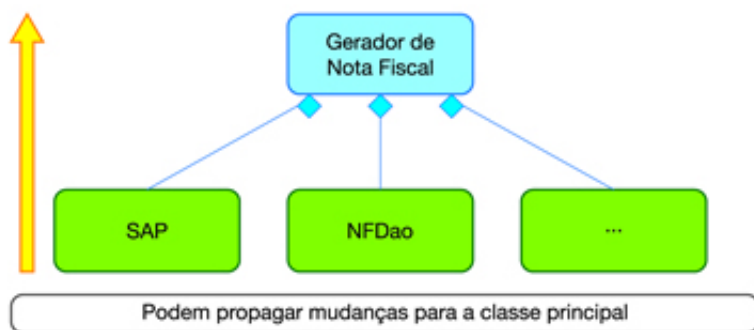 Gerador de
Nota Fiscal
SAP
NFDao
...
Podem propagar mudanças para a classe principal